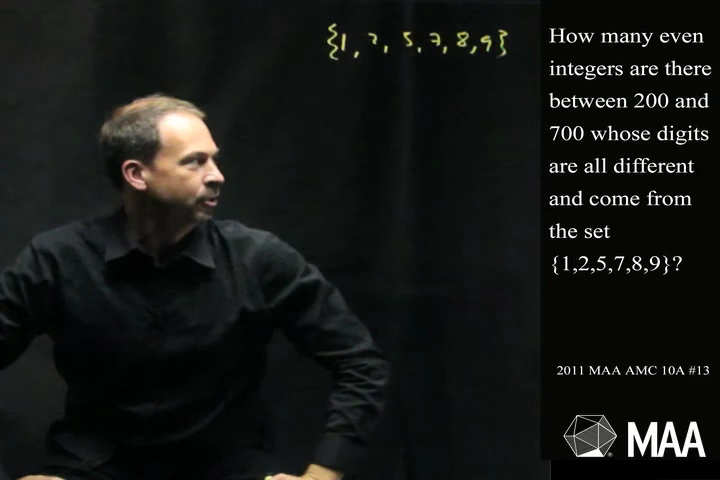 {1, 2, 5, 7, 8, 9}
How many even
integers are there
between 200 and
700 whose digits
are all different
and come from
the set
{1,2,5,7,8,9}?
2011 MAA AMC 10A #13
MAA